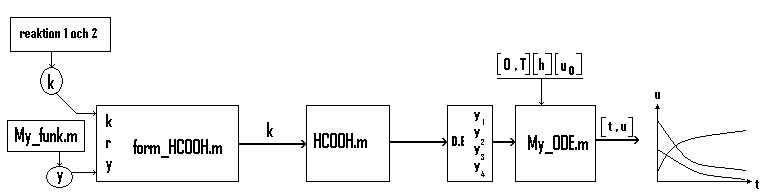 reaktion 1 och 2
k
My_funk.m
y
k
r
y
form_HCOOH.m
k
HCOOH.m
D.E
y1
y2
y3
y4
[0,T][h][u0]
My_ODE.m
[t,u]
u
t